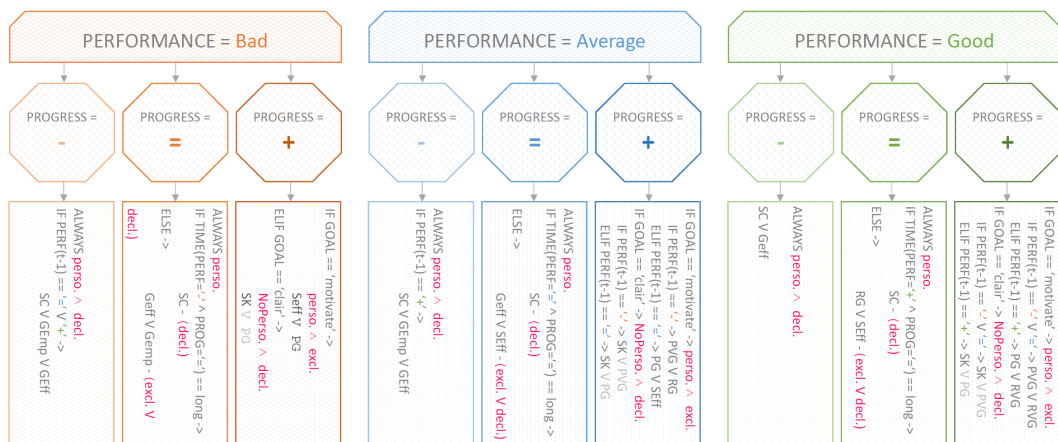 PERFORMANCE = Bad
PROGRESS =
-
PROGRESS =
=
PROGRESS =
+
ALWAYS perso. ^ decl.
IF PERF(t-1) == '=' V '+' ->
SC V GEmp V GEff
ALWAYS perso.
IF TIME(PERF='-' ^ PROG='=') == long ->
SC - (decl.)
ELSE ->
Geff V Gemp - (excl. V
decl.)
IF GOAL == 'motivate' ->
perso. ^ excl.
Seff V PG
ELIF GOAL =='clair' ->
NoPerso. ^ decl.
SK V PG
PERFORMANCE = Average
PROGRESS =
-
PROGRESS =
=
PROGRESS =
+
ALWAYS perso. ^ decl.
IF PERF(t-1) == '+' ->
SC V GEmp V GEff
ALWAYS perso.
IF TIME(PERF='=' ^ PROG='=') == long ->
SC - (decl.)
ELSE ->
Geff V SEff - (excl. V decl.)
IF GOAL == 'motivate' -> perso. ^ excl.
IF PERF(t-1) == '-' -> PVG V RG
ELIF PERF(t-1) == '=' -> PG V SEff
IF GOAL == 'clair' -> NoPerso. ^ decl.
IF PERF(t-1) == '-' -> SK V PVG
ELIF PERF(t-1) == '=' -> SK V PG
PERFORMANCE = Good
PROGRESS =
-
PROGRESS =
=
PROGRESS =
+
ALWAYS perso. ^ decl.
SC V Geff
ALWAYS perso.
IF TIME(PERF='+' ^ PROG='=') == long ->
SC - (decl.)
ELSE ->
RG V SEff - (excl. V decl.)
IF GOAL == 'motivate' -> perso. ^ excl.
IF PERF(t-1) == '-' V '=' -> PVG V RVG
ELIF PERF(t-1) == '+' -> PG V RVG
IF GOAL == 'clair' -> NoPerso. ^ decl.
IF PERF(t-1) == '-' V '=' -> SK V PVG
ELIF PERF(t-1) == '+' -> SK V PG